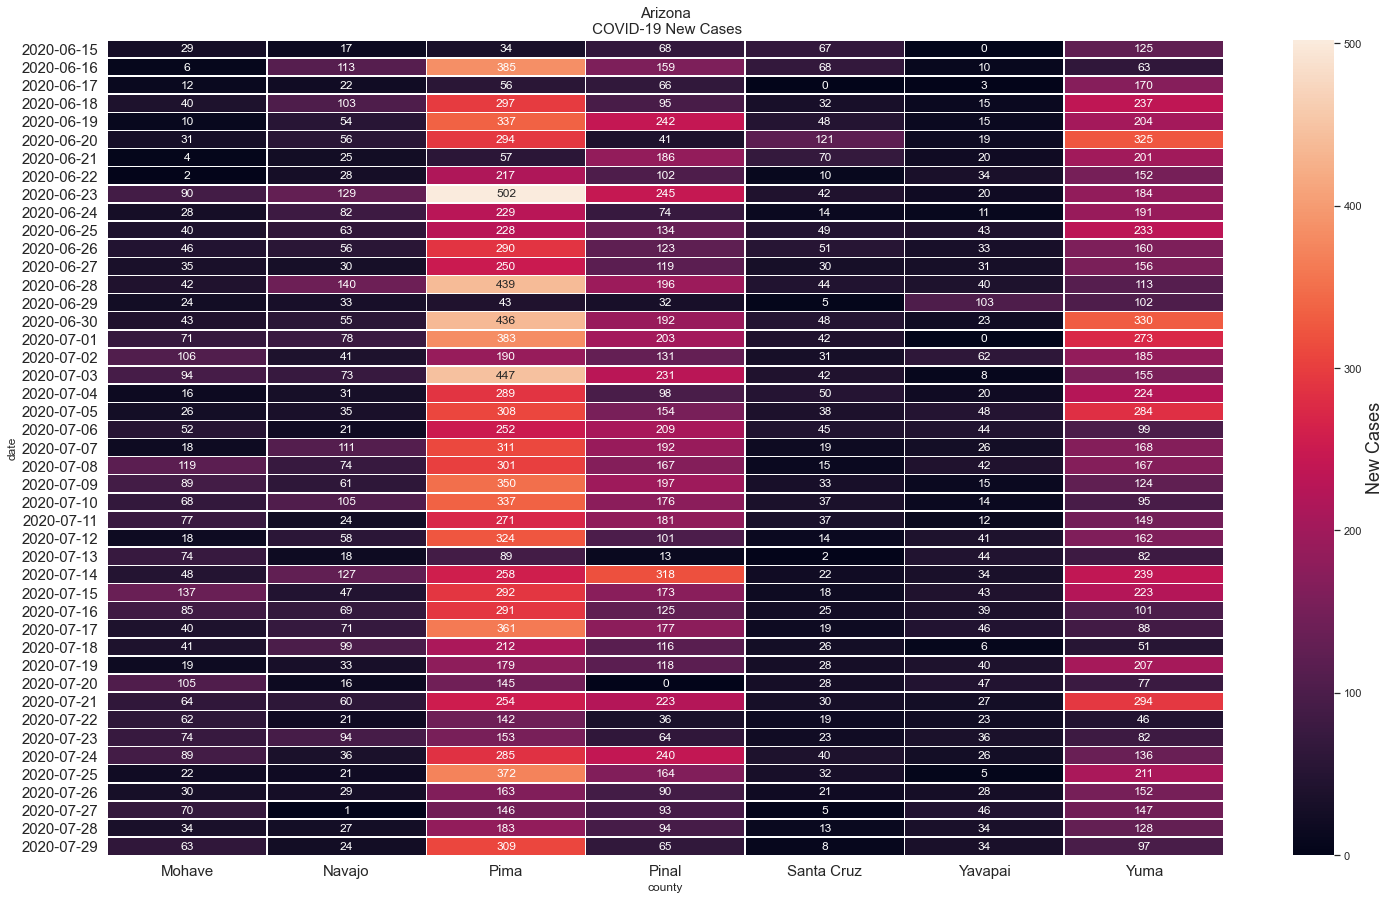 Arizona
COVID-19 New Cases
2020-06-15 29 17 34 68 67 0 125
2020-06-16 6 113 385 159 68 10 63
2020-06-17 12 22 56 66 0 3 170
2020-06-18 40 103 297 95 32 15 237
2020-06-19 10 54 337 242 48 15 204
2020-06-20 31 56 294 41 121 19 325
2020-06-21 4 25 57 186 70 20 201
2020-06-22 2 28 217 102 10 34 152
2020-06-23 90 129 502 245 42 20 184
2020-06-24 28 82 229 74 14 11 191
2020-06-25 40 63 228 134 49 43 233
2020-06-26 46 56 290 123 51 33 160
2020-06-27 35 30 250 119 30 31 156
2020-06-28 42 140 439 196 44 40 113
2020-06-29 24 33 43 32 5 103 102
2020-06-30 43 55 436 192 48 23 330
2020-07-01 71 78 383 203 42 0 273
2020-07-02 106 41 190 131 31 62 185
2020-07-03 94 73 447 231 42 8 155
2020-07-04 16 31 289 98 50 20 224
2020-07-05 26 35 308 154 38 48 284
2020-07-06 52 21 252 209 45 44 99
2020-07-07 18 111 311 192 19 26 168
2020-07-08 119 74 301 167 15 42 167
2020-07-09 89 61 350 197 33 15 124
2020-07-10 68 105 337 176 37 14 95
2020-07-11 77 24 271 181 37 12 149
2020-07-12 18 58 324 101 14 41 162
2020-07-13 74 18 89 13 2 44 82
2020-07-14 48 127 258 318 22 34 239
2020-07-15 137 47 292 173 18 43 223
2020-07-16 85 69 291 125 25 39 101
2020-07-17 40 71 361 177 19 46 88
2020-07-18 41 99 212 116 26 6 51
2020-07-19 19 33 179 118 28 40 207
2020-07-20 105 16 145 0 28 47 77
2020-07-21 64 60 254 223 30 27 294
2020-07-22 62 21 142 36 19 23 46
2020-07-23 74 94 153 64 23 36 82
2020-07-24 89 36 285 240 40 26 136
2020-07-25 22 21 372 164 32 5 211
2020-07-26 30 29 163 90 21 28 152
2020-07-27 70 1 146 93 5 46 147
2020-07-28 34 27 183 94 13 34 128
2020-07-29 63 24 309 65 8 34 97
Mohave Navajo Pima Pinal Santa Cruz Yavapai Yuma
county
date
500
400
300
200
100
0
New Cases